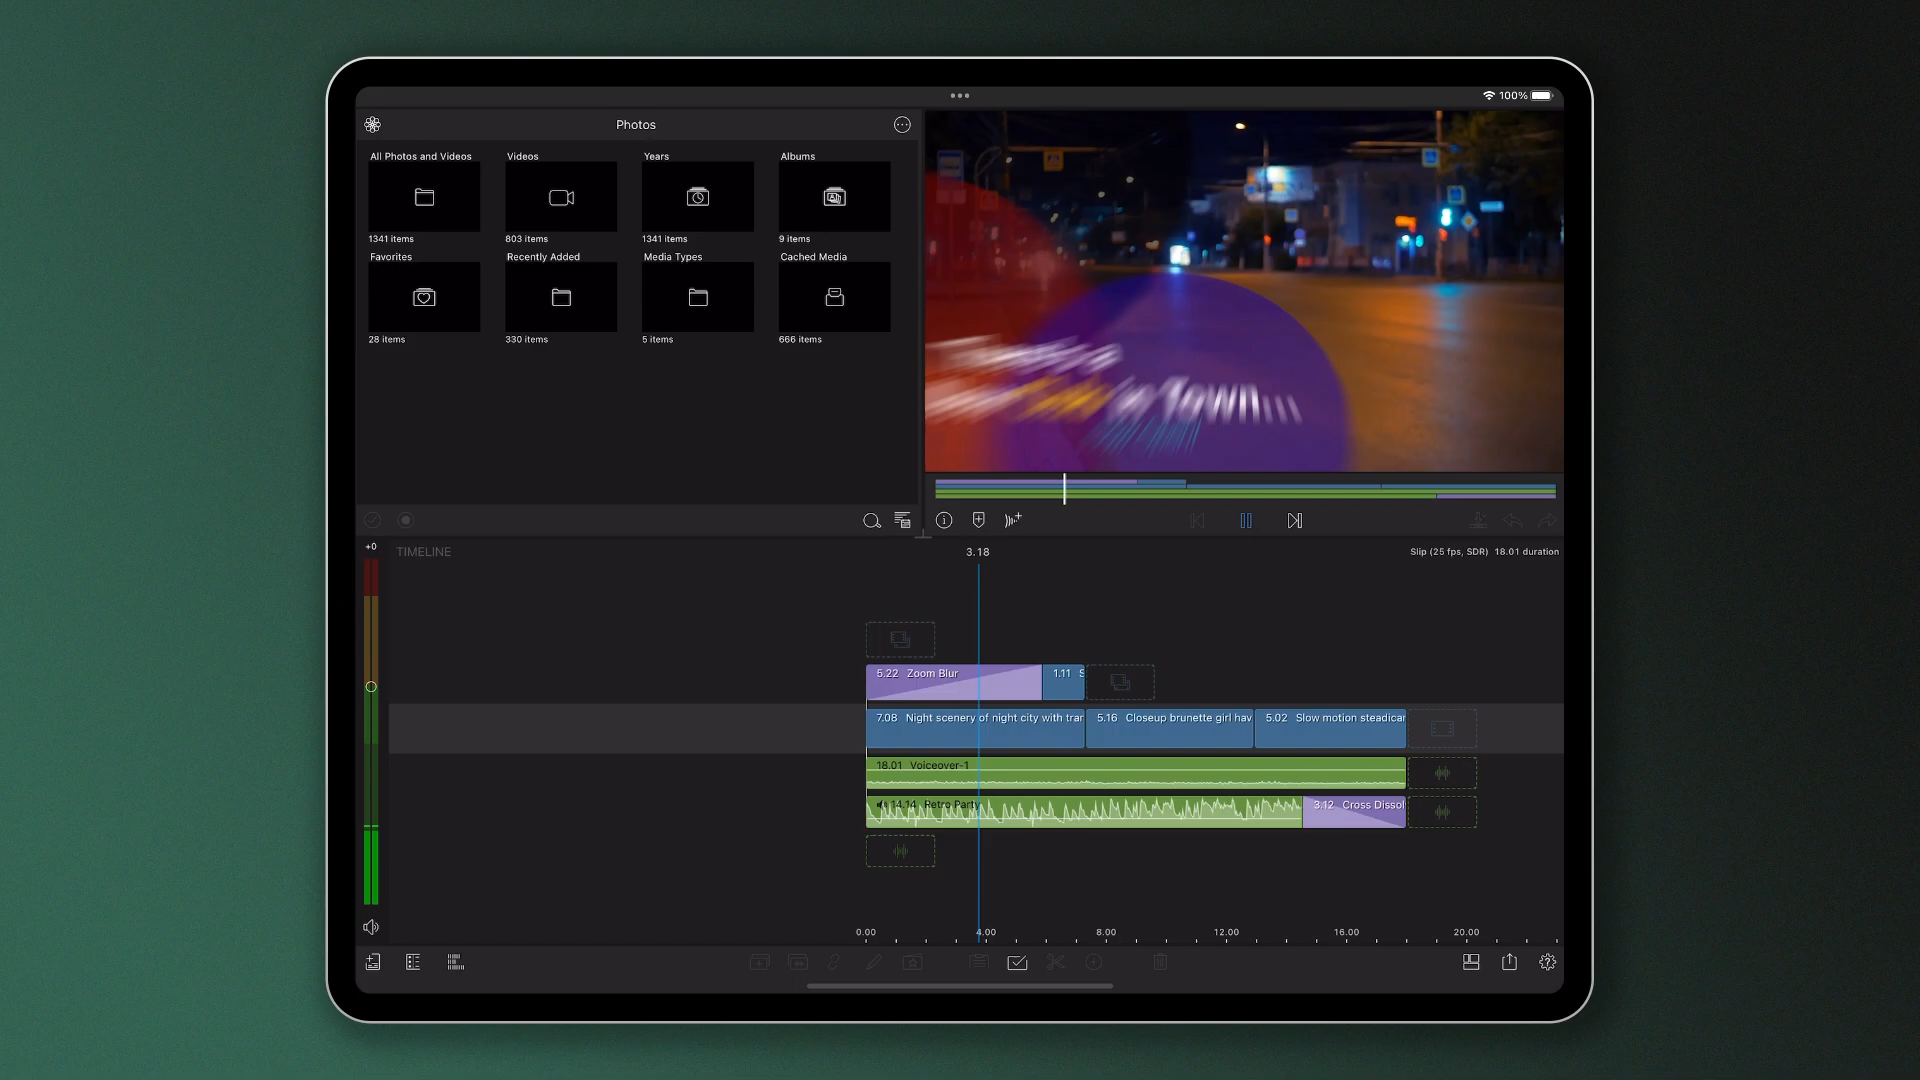 100%
Photos
All Photos and Videos
Videos
Years
Albums
1341 items
803 items
1341 items
9 items
Favorites
Recently Added
Media Types
Cached Media
28 items
330 items
5 items
666 items
in Town...
+0
TIMELINE
3.18
Slip (25 fps, SDR) 18.01 duration
5.22 Zoom Blur
1.11 S
7.08 Night scenery of night city with tran
5.16 Closeup brunette girl hav
5.02 Slow motion steadicar
18.01 Voiceover-1
14.14 Retro Party
3.12 Cross Dissol
0.00
4.00
8.00
12.00
16.00
20.00